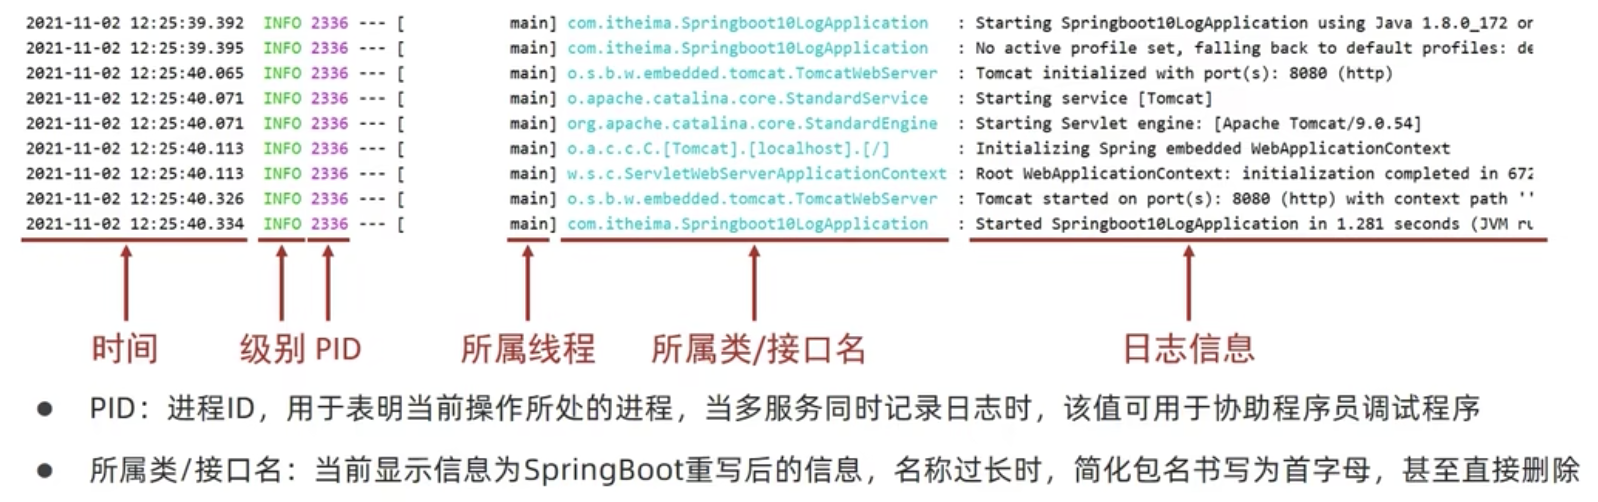 2021-11-02 12:25:39.392 INFO 2336 --- [ main] com.itheima.Springboot10LogApplication : Starting Springboot10LogApplication using Java 1.8.0_172 or
2021-11-02 12:25:39.395 INFO 2336 --- [ main] com.itheima.Springboot10LogApplication : No active profile set, falling back to default profiles: de
2021-11-02 12:25:40.065 INFO 2336 --- [ main] o.s.b.w.embedded.tomcat.TomcatWebServer : Tomcat initialized with port(s): 8080 (http)
2021-11-02 12:25:40.071 INFO 2336 --- [ main] o.apache.catalina.core.StandardService : Starting service [Tomcat]
2021-11-02 12:25:40.071 INFO 2336 --- [ main] org.apache.catalina.core.StandardEngine : Starting Servlet engine: [Apache Tomcat/9.0.54]
2021-11-02 12:25:40.113 INFO 2336 --- [ main] o.a.c.c.C.[Tomcat].[localhost].[/] : Initializing Spring embedded WebApplicationContext
2021-11-02 12:25:40.113 INFO 2336 --- [ main] w.s.c.ServletWebServerApplicationContext : Root WebApplicationContext: initialization completed in 672
2021-11-02 12:25:40.326 INFO 2336 --- [ main] o.s.b.w.embedded.tomcat.TomcatWebServer : Tomcat started on port(s): 8080 (http) with context path ''
2021-11-02 12:25:40.334 INFO 2336 --- [ main] com.itheima.Springboot10LogApplication : Started Springboot10LogApplication in 1.281 seconds (JVM ru
时间 级别 PID 所属线程 所属类/接口名 日志信息
● PID：进程ID，用于表明当前操作所处的进程，当多服务同时记录日志时，该值可用于协助程序员调试程序
● 所属类/接口名：当前显示信息为SpringBoot重写后的信息，名称过长时，简化包名书写为首字母，甚至直接删除